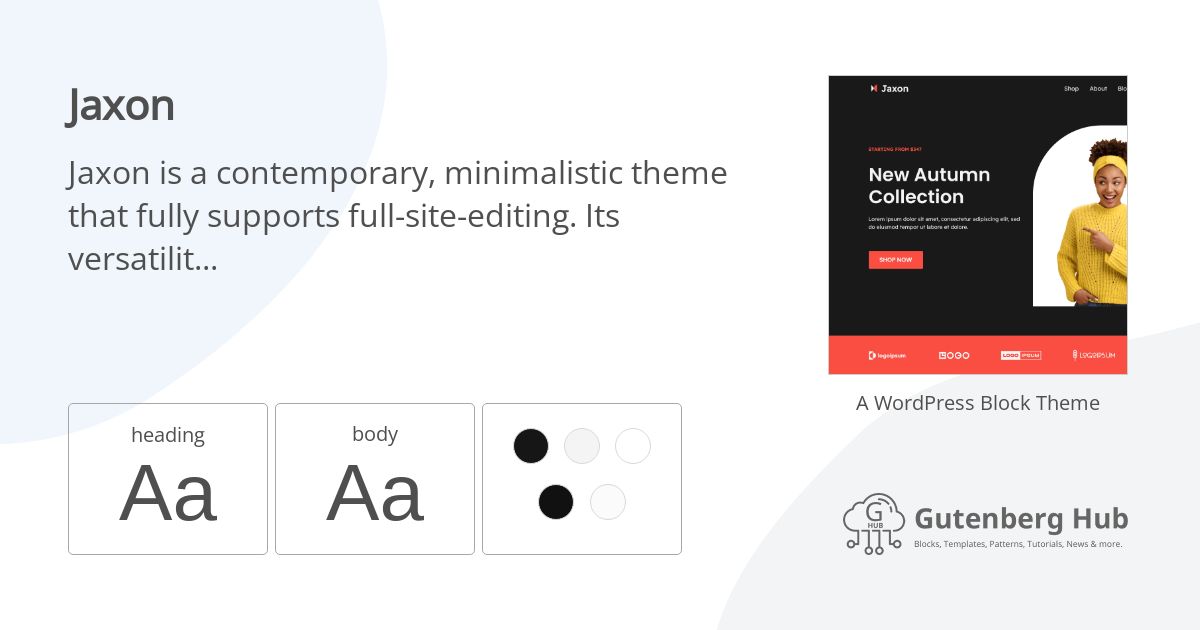 Jaxon
Jaxon is a contemporary, minimalistic theme
that fully supports full-site-editing. Its
versatilit...
heading
Aa
body
Aa
Jaxon
Shop About Blo
STARTING FROM $347
New Autumn
Collection
Lorem ipsum dolor sit amet, consectetur adipiscing elit, sed
do eiusmod tempor ut labore et dolore.
SHOP NOW
logoipsum LOGO LOGO IPSUM LOGOIPSUM
A WordPress Block Theme
G
HUB
Gutenberg Hub
Blocks, Templates, Patterns, Tutorials, News & more.